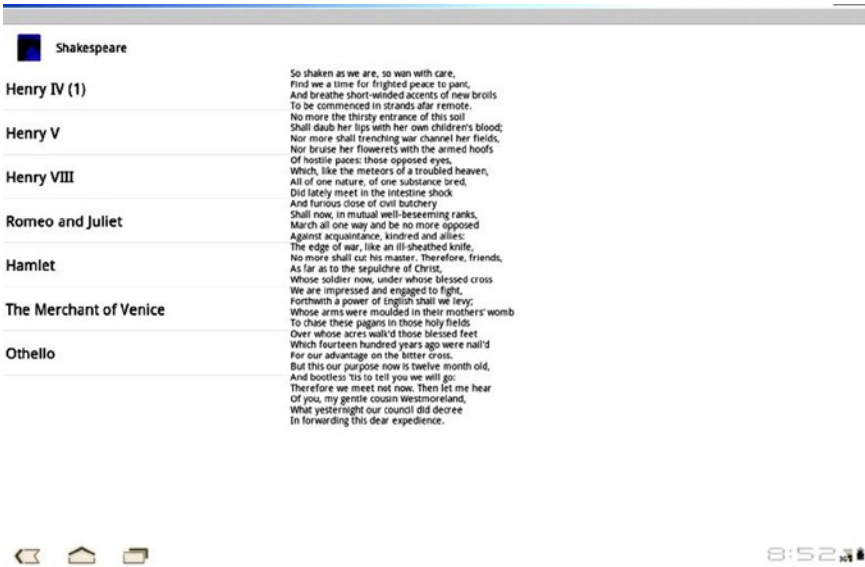 Shakespeare
Henry IV (1)
Henry V
Henry VIII
Romeo and Juliet
Hamlet
The Merchant of Venice
Othello
So shaken as we are, so wan with care,
Find we a time for frighted peace to pant,
And breathe short-winded accents of new broils
To be commenced in strands afar remote.
No more the thirsty entrance of this soil
Shall daub her lips with her own children's blood;
Nor more shall trenching war channel her fields,
Nor bruise her flowerets with the armed hoofs
Of hostile paces: those opposed eyes,
Which, like the meteors of a troubled heaven,
All of one nature, of one substance bred,
Did lately meet in the intestine shock
And furious close of civil butchery
Shall now, in mutual well-beseeming ranks,
March all one way and be no more opposed
Against acquaintance, kindred and allies:
The edge of war, like an ill-sheathed knife,
No more shall cut his master. Therefore, friends,
As far as to the sepulchre of Christ,
Whose soldier now, under whose blessed cross
We are impressed and engaged to fight,
Forthwith a power of English shall we levy;
Whose arms were moulded in their mothers' womb
To chase these pagans in those holy fields
Over whose acres walk'd those blessed feet
Which fourteen hundred years ago were nail'd
For our advantage on the bitter cross.
But this our purpose now is twelve month old,
And bootless 'tis to tell you we will go:
Therefore we meet not now. Then let me hear
Of you, my gentle cousin Westmoreland,
What yesternight our council did decree
In forwarding this dear expedience.
8:52